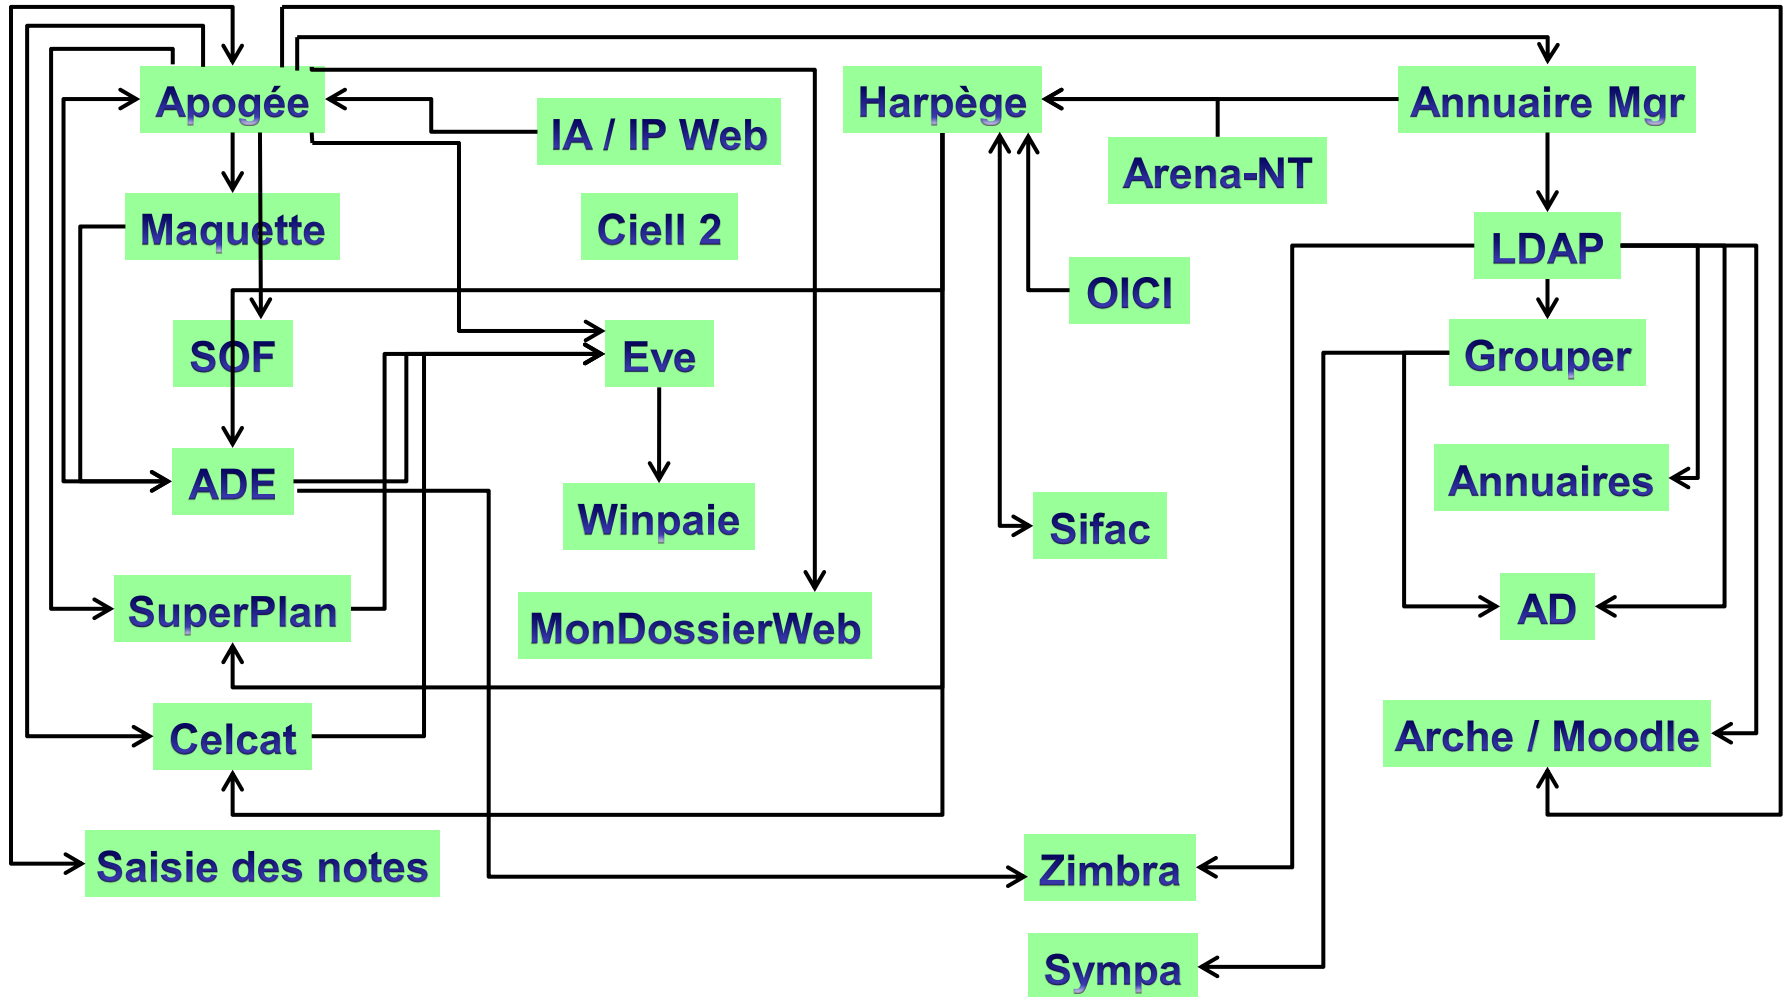 Apogée
Harpège
Annuaire Mgr
IA / IP Web
Arena-NT
Maquette
Ciell 2
LDAP
OICI
SOF
Eve
Grouper
ADE
Annuaires
Winpaie
Sifac
SuperPlan
MonDossierWeb
AD
Celcat
Arche / Moodle
Saisie des notes
Zimbra
Sympa